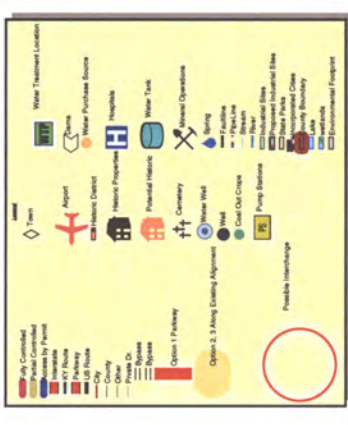 Fully Controlled
Partial Controlled
Access by Permit
Interstate
KY Route
Parkway
US Route
City
County
Other
Private Dr.
Bypass
Bypass
Option 1 Parkway
Option 2, 3 Along Existing Alignment
Possible Interchange
Legend
Town
Airport
Historic District
Historic Properties
Potential Historic
Cemetery
Water Well
Well
Coal Out Crops
PS Pump Stations
WTP Water Treatment Location
Dams
Water Purchase Source
H Hospitals
Water Tank
Mineral Operations
Spring
Faultline
PipeLine
Stream
River
Industrial Sites
Proposed Industrial Sites
State Parks
Incorporated Cities
County Boundary
Lake
wetlands
Environmental Footprint